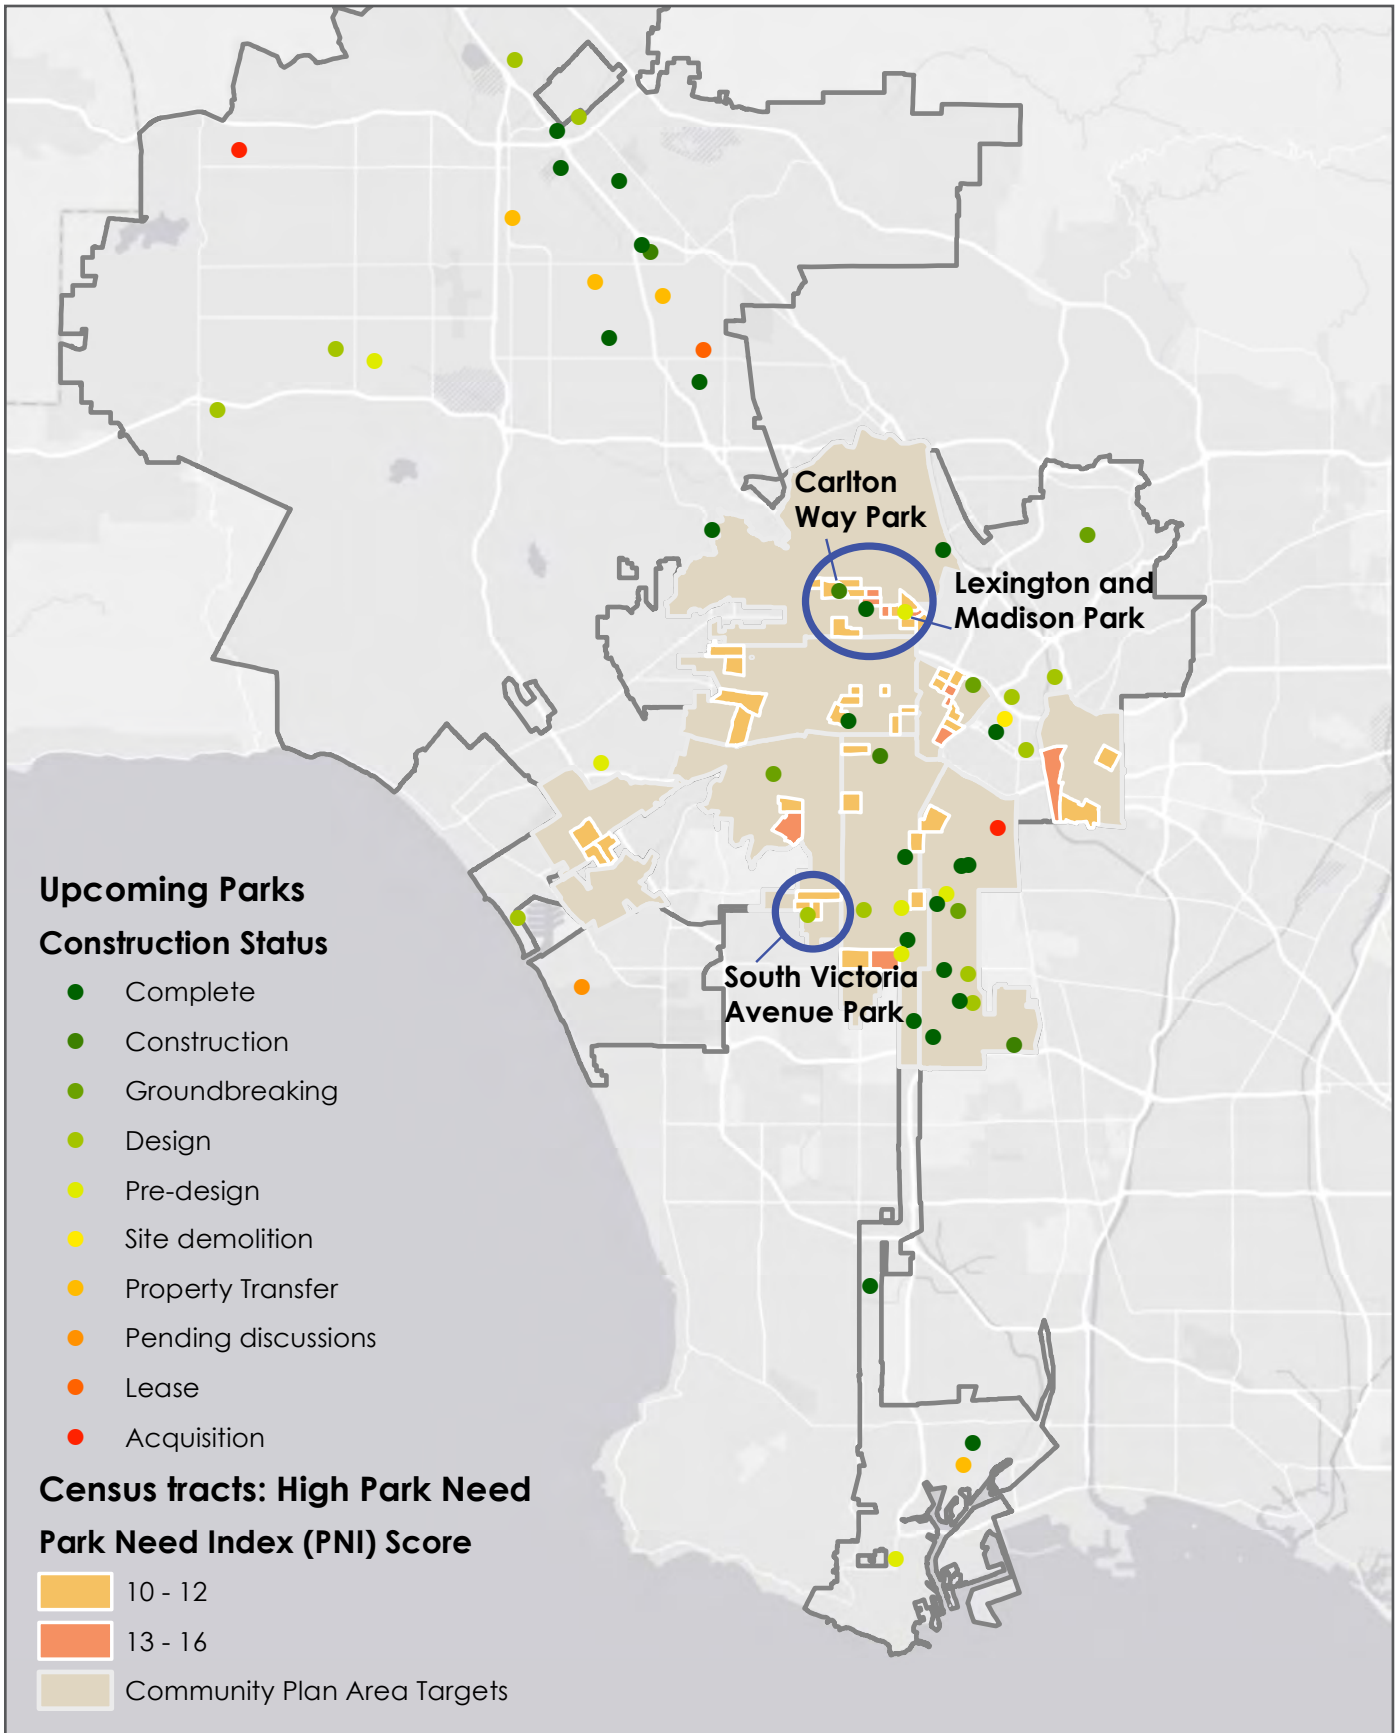 Carlton
Way Park
Lexington and
Madison Park
South Victoria
Avenue Park
Upcoming Parks
Construction Status
Complete
Construction
Groundbreaking
Design
Pre-design
Site demolition
Property Transfer
Pending discussions
Lease
Acquisition
Census tracts: High Park Need
Park Need Index (PNI) Score
10 - 12
13 - 16
Community Plan Area Targets